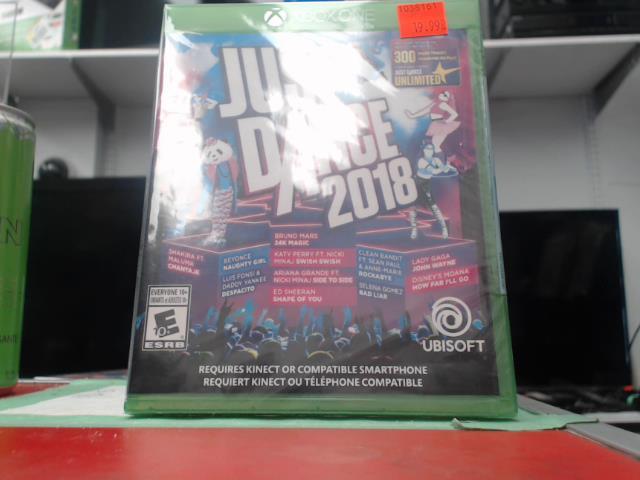 XBOX ONE
1035161
19.99$
300
JUST DANCE
UNLIMITED
JUST
DANCE
2018
SHAKIRA FT.
MALUMA
CHANTAJE
BEYONCE
NAUGHTY GIRL
LUIS FONSI &
DADDY YANKEE
DESPACITO
BRUNO MARS
24K MAGIC
KATY PERRY FT. NICKI
MINAJ SWISH SWISH
ARIANA GRANDE FT.
NICKI MINAJ SIDE TO SIDE
ED SHEERAN
SHAPE OF YOU
CLEAN BANDIT
FT. SEAN PAUL
& ANNE-MARIE
ROCKABYE
SELENA GOMEZ
BAD LIAR
LADY GAGA
JOHN WAYNE
DISNEY'S MOANA
HOW FAR I'LL GO
EVERYONE 10+
E
10+
ESRB
UBISOFT
REQUIRES KINECT OR COMPATIBLE SMARTPHONE
REQUIERT KINECT OU TÉLÉPHONE COMPATIBLE